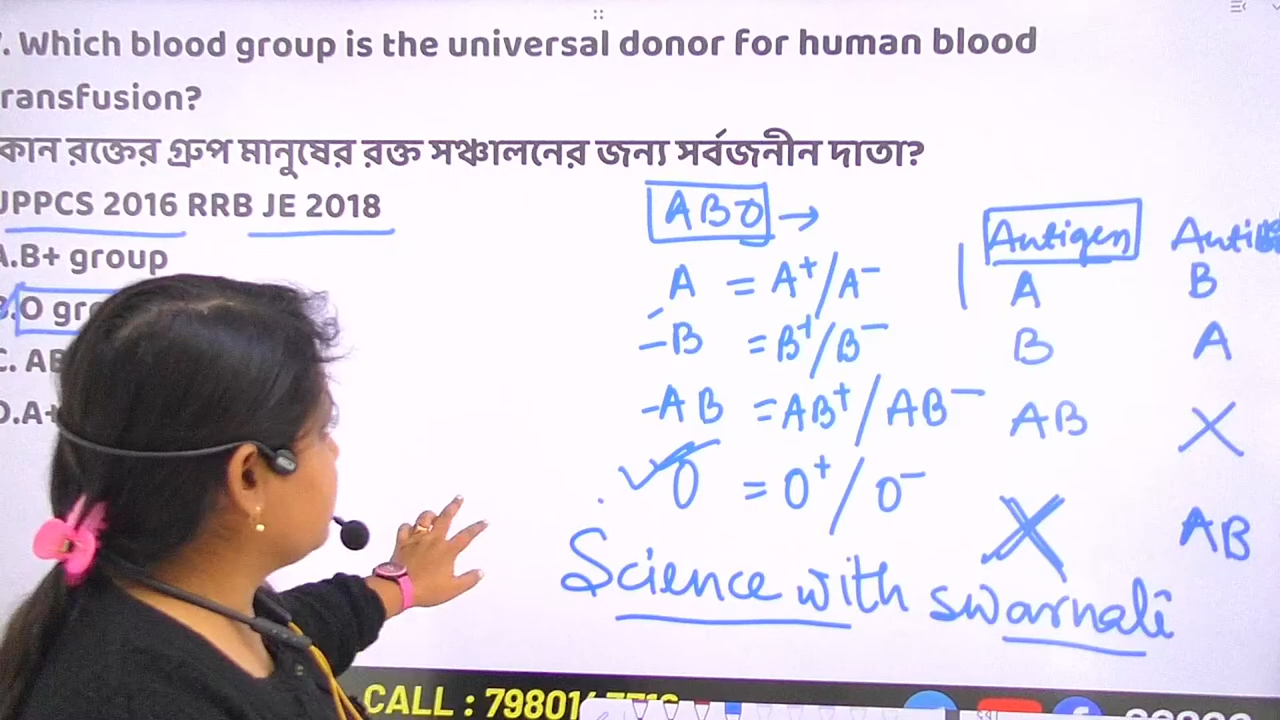 . Which blood group is the universal donor for human blood
ransfusion?
কোন রক্তের গ্রুপ মানুষের রক্ত সঞ্চালনের জন্য সর্বজনীন দাতা?
UPPCS 2016 RRB JE 2018
A.B+ group
B.O gr
C. AB
D.A+
ABO →
Antigen
A = A+/A- A B
-B = B+/B- B A
-AB = AB+/AB- AB X
✓O = O+/O- X AB
Science with swarnali
CALL : 79801